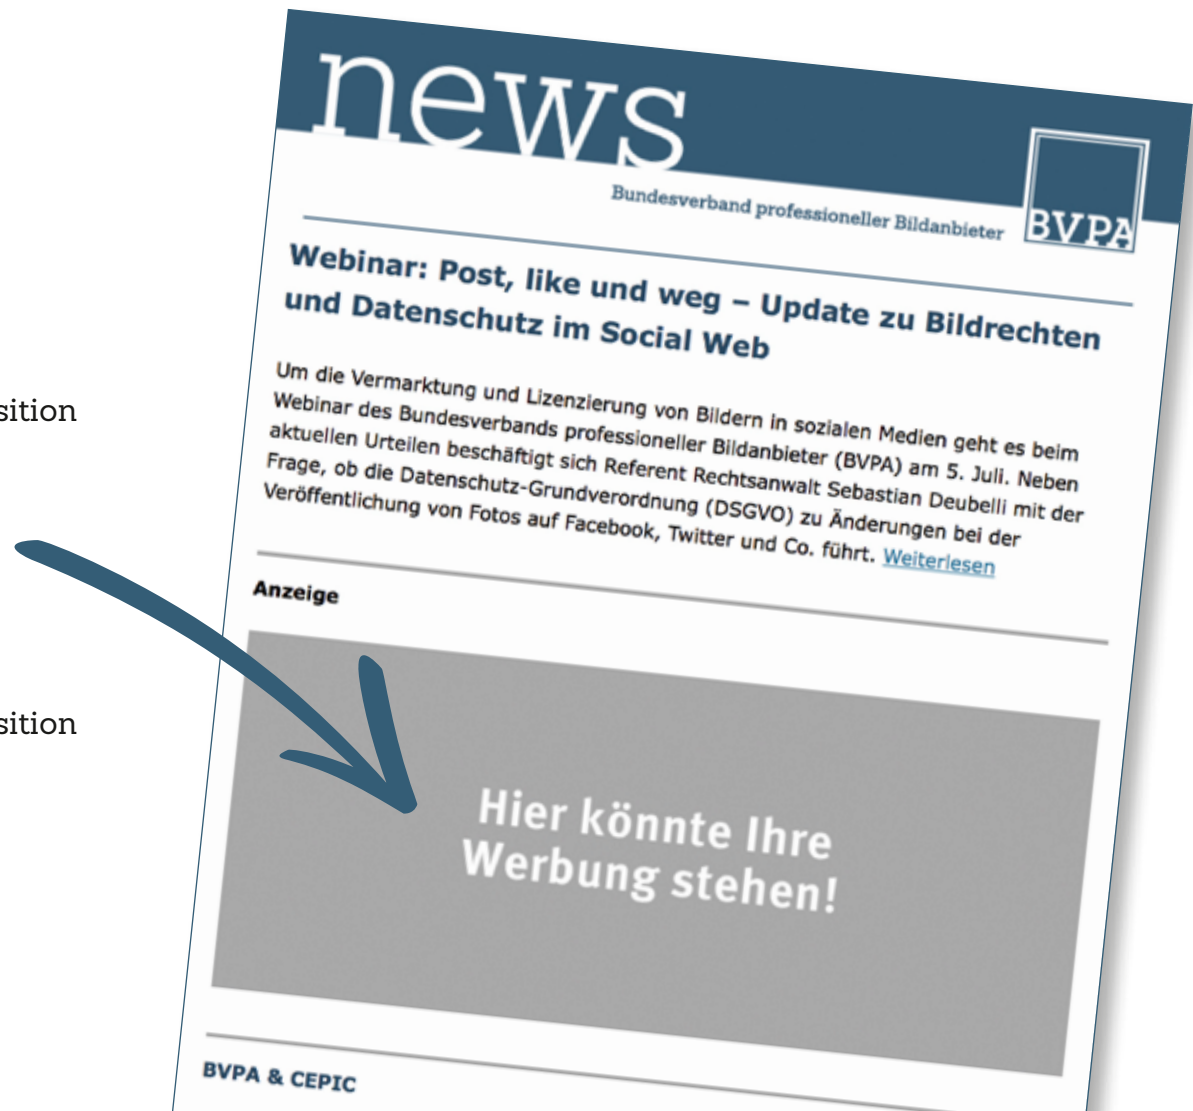 news
Bundesverband professioneller Bildanbieter
BVPA
Webinar: Post, like und weg – Update zu Bildrechten
und Datenschutz im Social Web
Um die Vermarktung und Lizenzierung von Bildern in sozialen Medien geht es beim
Webinar des Bundesverbands professioneller Bildanbieter (BVPA) am 5. Juli. Neben
aktuellen Urteilen beschäftigt sich Referent Rechtsanwalt Sebastian Deubelli mit der
Frage, ob die Datenschutz-Grundverordnung (DSGVO) zu Änderungen bei der
Veröffentlichung von Fotos auf Facebook, Twitter und Co. führt. Weiterlesen
sition
Anzeige
sition
Hier könnte Ihre
Werbung stehen!
BVPA & CEPIC